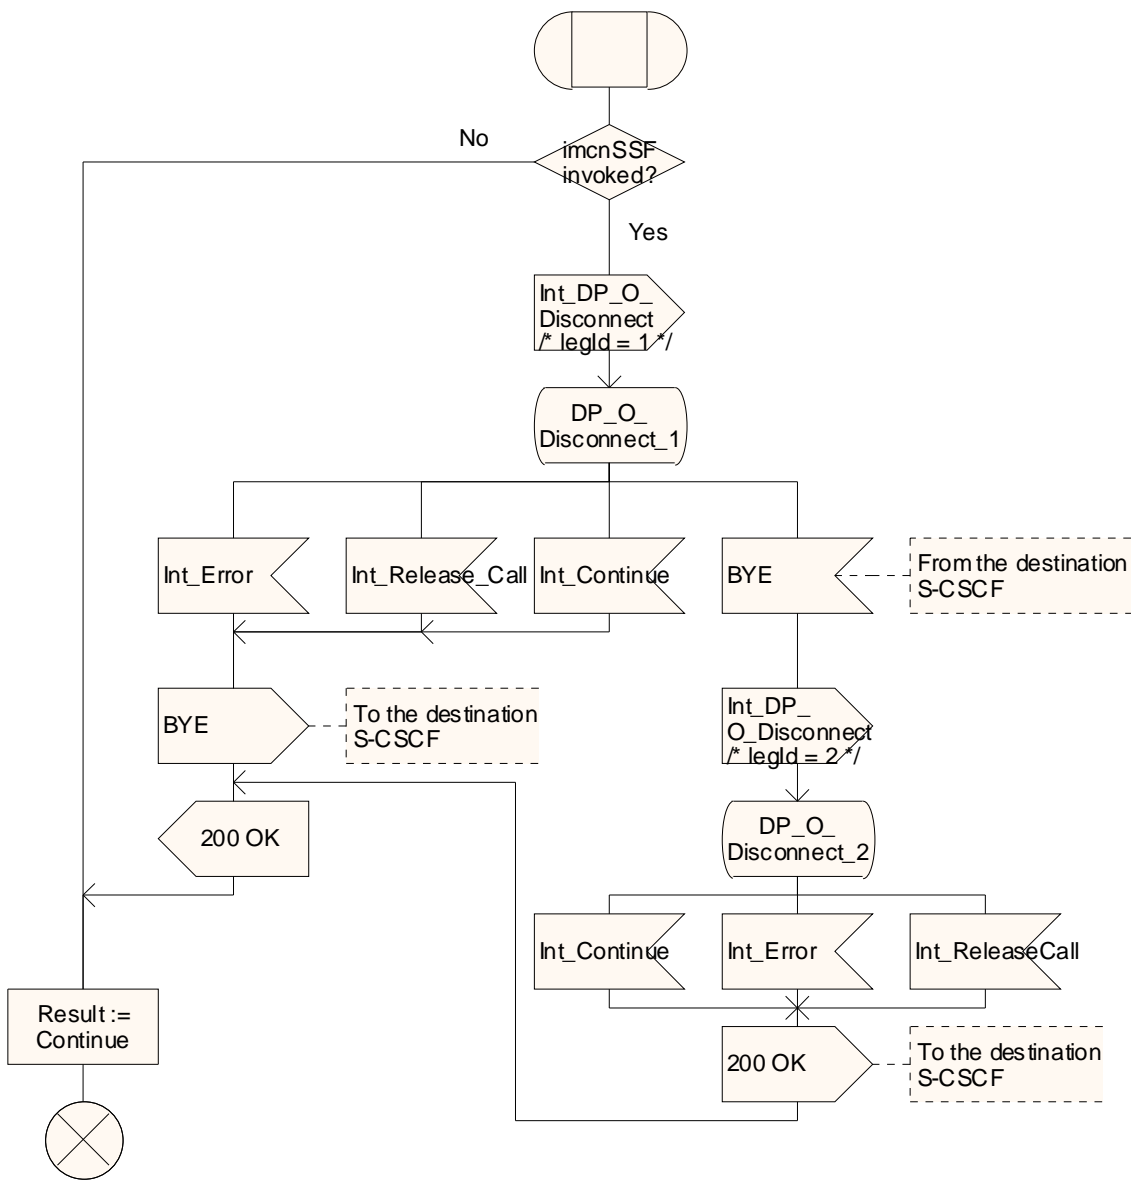 No
imcnSSF
invoked?
Yes
Int_DP_O_
Disconnect
/* legId = 1 */
DP_O_
Disconnect_1
Int_Error
Int_Release_Call
Int_Continue
BYE
From the destination
S-CSCF
BYE
To the destination
S-CSCF
Int_DP_
O_Disconnect
/* legId = 2 */
200 OK
DP_O_
Disconnect_2
Int_Continue
Int_Error
Int_ReleaseCall
Result :=
Continue
200 OK
To the destination
S-CSCF